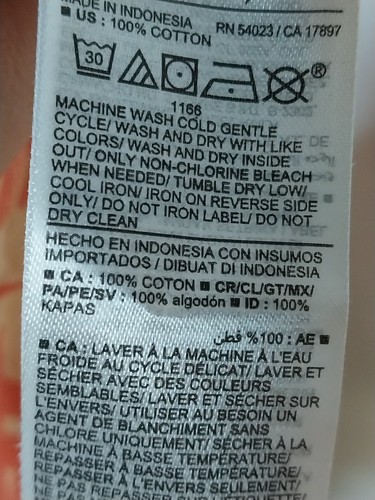 MADE IN INDONESIA
■ US : 100% COTTON RN 54023 / CA 17897
30 ®
1166
MACHINE WASH COLD GENTLE
CYCLE/ WASH AND DRY WITH LIKE
COLORS/ WASH AND DRY INSIDE
OUT/ ONLY NON-CHLORINE BLEACH
WHEN NEEDED/ TUMBLE DRY LOW/
COOL IRON/ IRON ON REVERSE SIDE
ONLY/ DO NOT IRON LABEL/ DO NOT
DRY CLEAN
HECHO EN INDONESIA CON INSUMOS
IMPORTADOS / DIBUAT DI INDONESIA
■ CA : 100% COTON ■ CR/CL/GT/MX/
PA/PE/SV : 100% algodón ■ ID : 100%
KAPAS
■ AE : 100% قطن
■ CA : LAVER À LA MACHINE À L'EAU
FROIDE AU CYCLE DÉLICAT/ LAVER ET
SÉCHER AVEC DES COULEURS
SEMBLABLES/ LAVER ET SÉCHER SUR
L'ENVERS/ UTILISER AU BESOIN UN
AGENT DE BLANCHIMENT SANS
CHLORE UNIQUEMENT/ SÉCHER À LA
MACHINE À BASSE TEMPÉRATURE/
REPASSER À BASSE TEMPÉRATURE/
REPASSER À L'ENVERS SEULEMENT/
NE PAS REPASSER SUR L'ÉTIQUETTE/